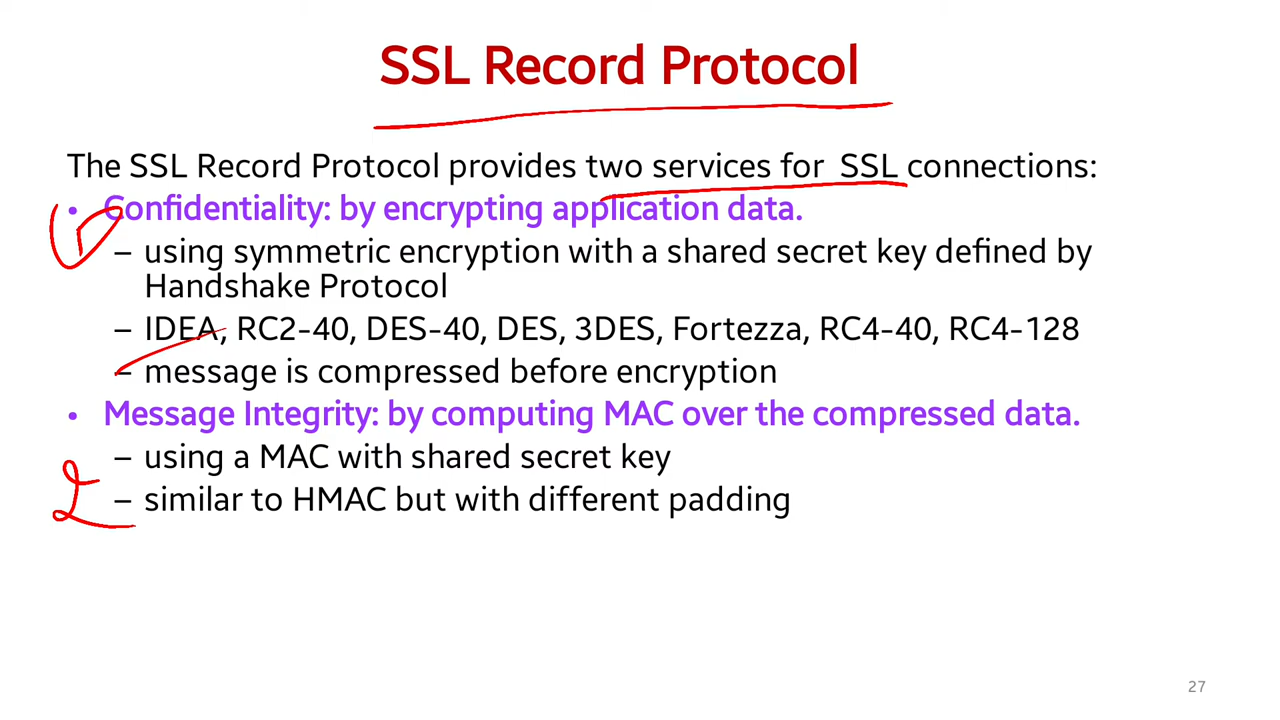 SSL Record Protocol
The SSL Record Protocol provides two services for SSL connections:
• Confidentiality: by encrypting application data.
– using symmetric encryption with a shared secret key defined by
Handshake Protocol
– IDEA, RC2-40, DES-40, DES, 3DES, Fortezza, RC4-40, RC4-128
– message is compressed before encryption
• Message Integrity: by computing MAC over the compressed data.
– using a MAC with shared secret key
2
– similar to HMAC but with different padding
27